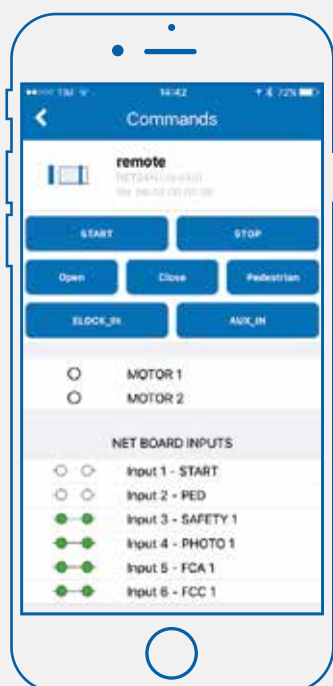 TIM 14:42 72%
Commands
remote
START STOP
Open Close Pedestrian
ELOCK_IN AUX_IN
MOTOR 1
MOTOR 2
NET BOARD INPUTS
Input 1 - START
Input 2 - PED
Input 3 - SAFETY 1
Input 4 - PHOTO 1
Input 5 - FCA 1
Input 6 - FCC 1